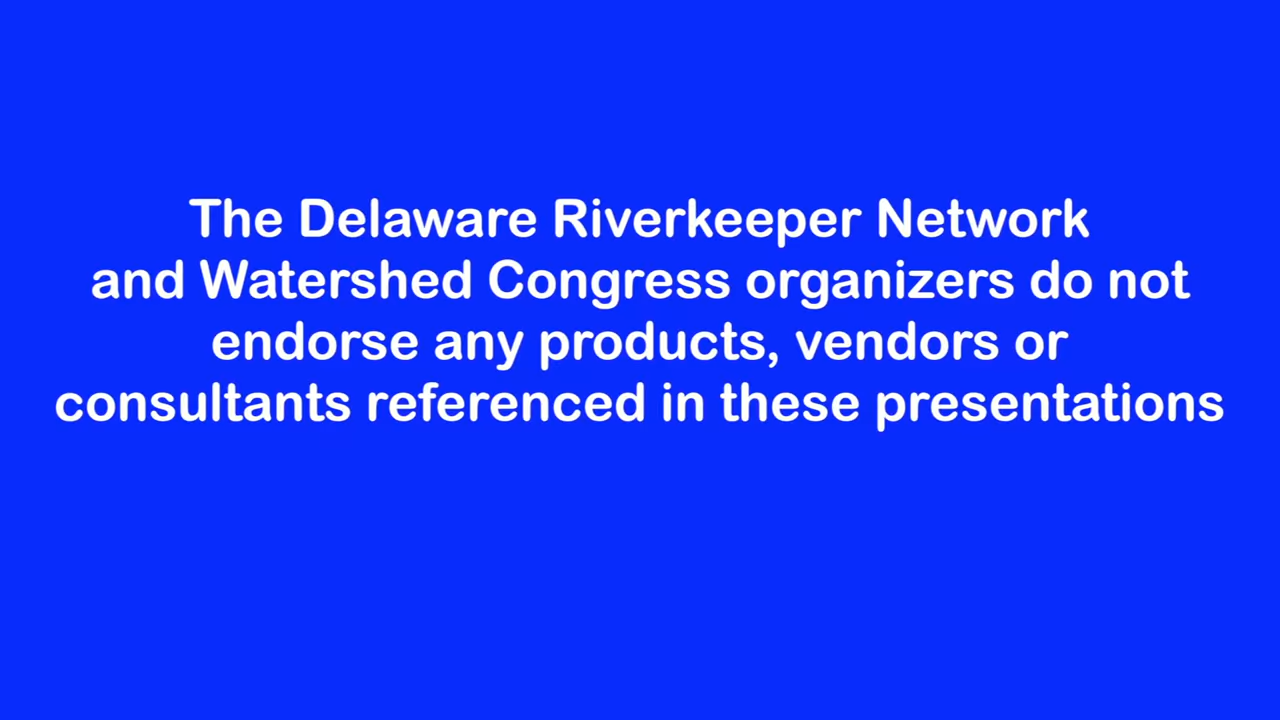 The Delaware Riverkeeper Network
and Watershed Congress organizers do not
endorse any products, vendors or
consultants referenced in these presentations